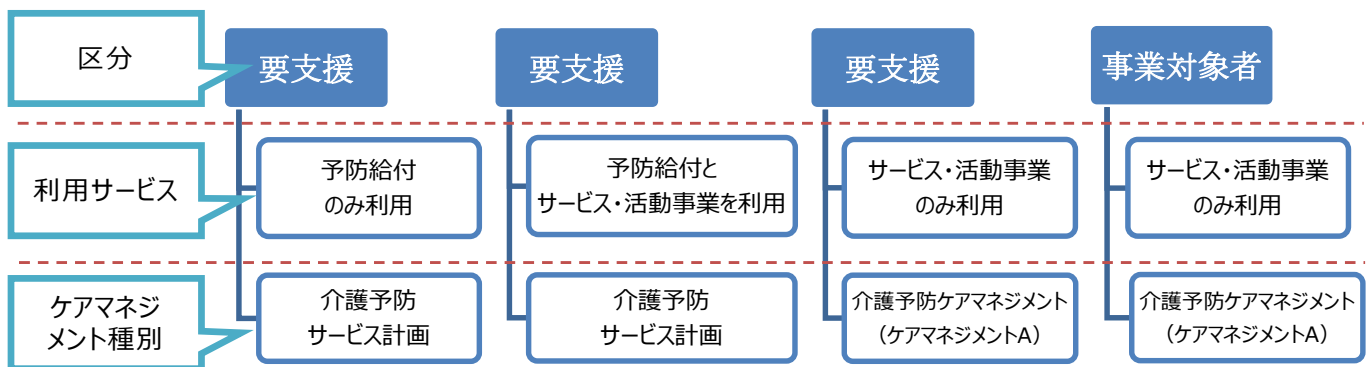 区分
要支援
要支援
要支援
事業対象者
利用サービス
予防給付
のみ利用
予防給付と
サービス・活動事業を利用
サービス・活動事業
のみ利用
サービス・活動事業
のみ利用
ケアマネジ
メント種別
介護予防
サービス計画
介護予防
サービス計画
介護予防ケアマネジメント
（ケアマネジメントA）
介護予防ケアマネジメント
（ケアマネジメントA）